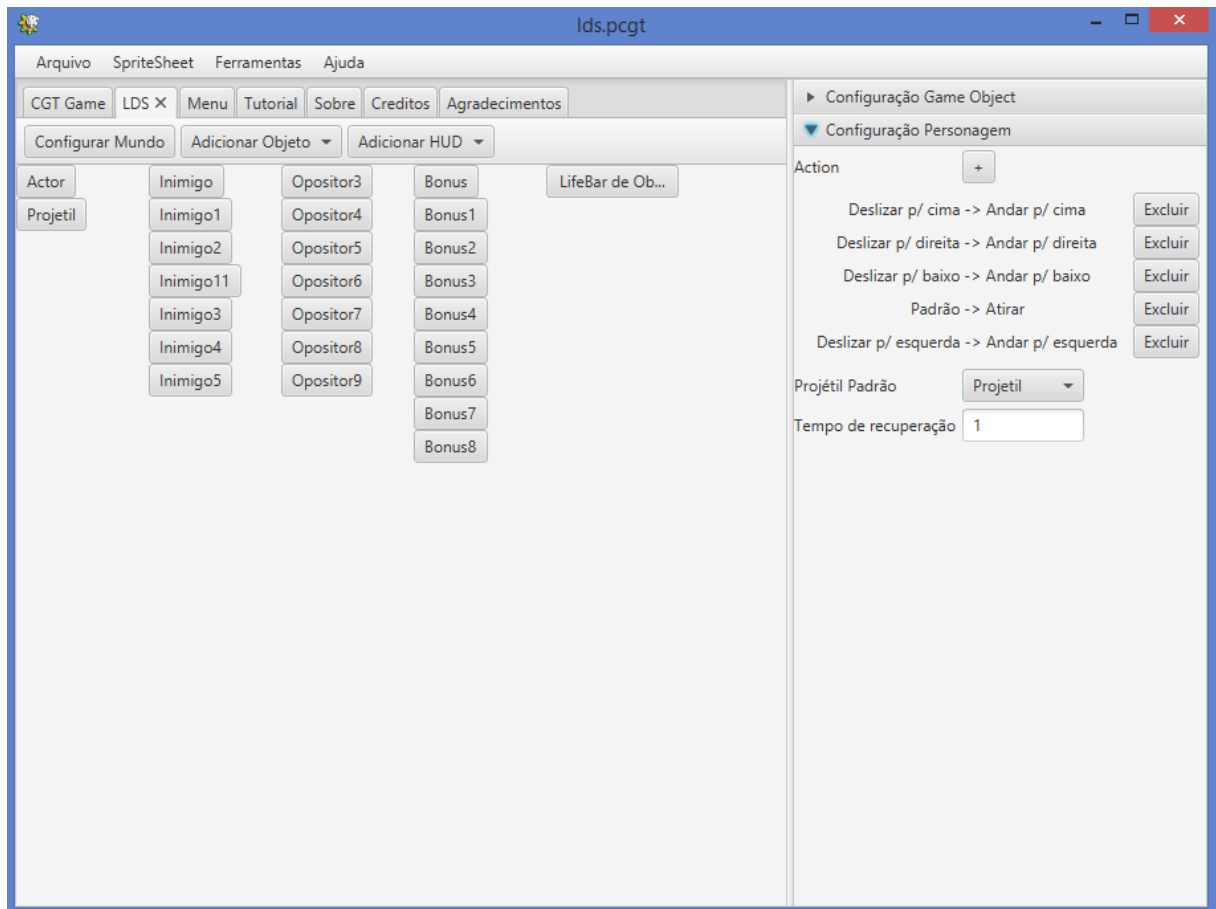 lds.pcgt
Arquivo SpriteSheet Ferramentas Ajuda
CGT Game LDS Menu Tutorial Sobre Creditos Agradecimentos
Configurar Mundo Adicionar Objeto Adicionar HUD
Actor Inimigo Opositor3 Bonus LifeBar de Ob...
Projetil Inimigo1 Opositor4 Bonus1
Inimigo2 Opositor5 Bonus2
Inimigo11 Opositor6 Bonus3
Inimigo3 Opositor7 Bonus4
Inimigo4 Opositor8 Bonus5
Inimigo5 Opositor9 Bonus6
Bonus7
Bonus8
Configuração Game Object
Configuração Personagem
Action +
Deslizar p/ cima -> Andar p/ cima Excluir
Deslizar p/ direita -> Andar p/ direita Excluir
Deslizar p/ baixo -> Andar p/ baixo Excluir
Padrão -> Atirar Excluir
Deslizar p/ esquerda -> Andar p/ esquerda Excluir
Projétil Padrão Projetil
Tempo de recuperação 1